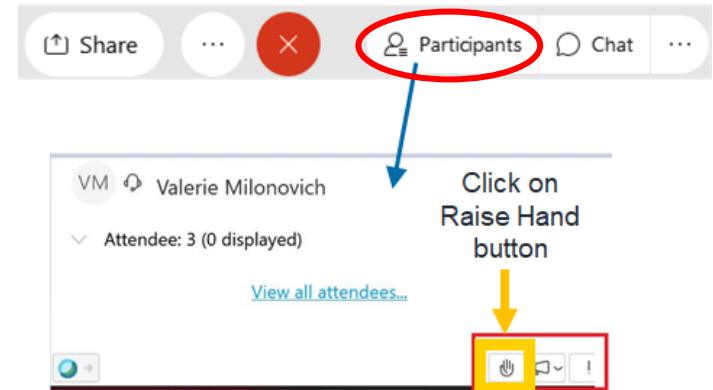 Share ... Participants Chat ...
VM Valerie Milonovich
Click on
Raise Hand
button
Attendee: 3 (0 displayed)
View all attendees...